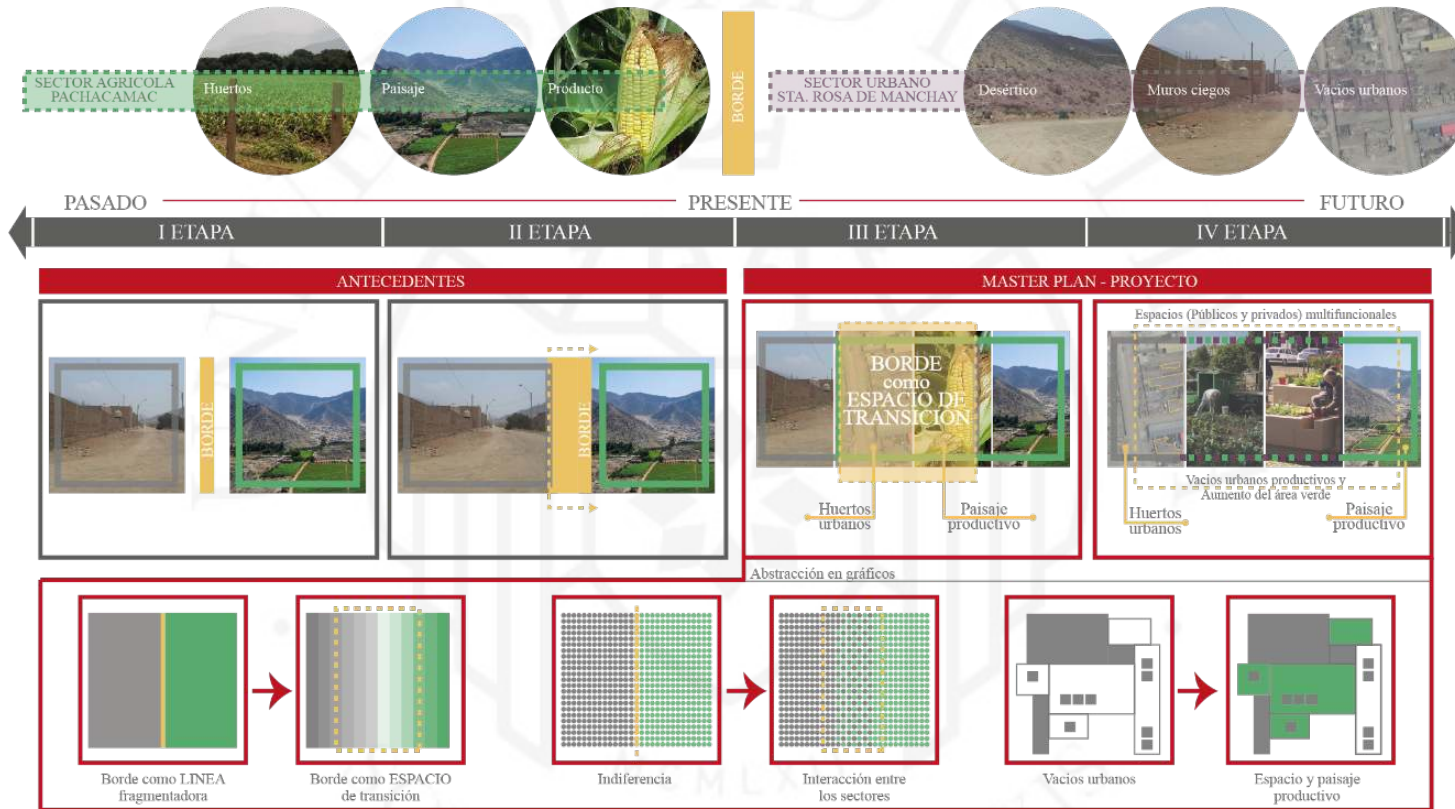 SECTOR AGRICOLA
PACHACAMAC
Huertos
Paisaje
Producto
BORDE
SECTOR URBANO
STA. ROSA DE MANCHAY
Desértico
Muros ciegos
Vacios urbanos
PASADO
PRESENTE
FUTURO
I ETAPA
II ETAPA
III ETAPA
IV ETAPA
ANTECEDENTES
MASTER PLAN - PROYECTO
BORDE
BORDE
BORDE
como
ESPACIO DE
TRANSICIÓN
Huertos
urbanos
Paisaje
productivo
Espacios (Públicos y privados) multifuncionales
Vacios urbanos productivos y
Aumento del área verde
Huertos
urbanos
Paisaje
productivo
Abstracción en gráficos
Borde como LINEA
fragmentadora
Borde como ESPACIO
de transición
Indiferencia
Interacción entre
los sectores
Vacios urbanos
Espacio y paisaje
productivo